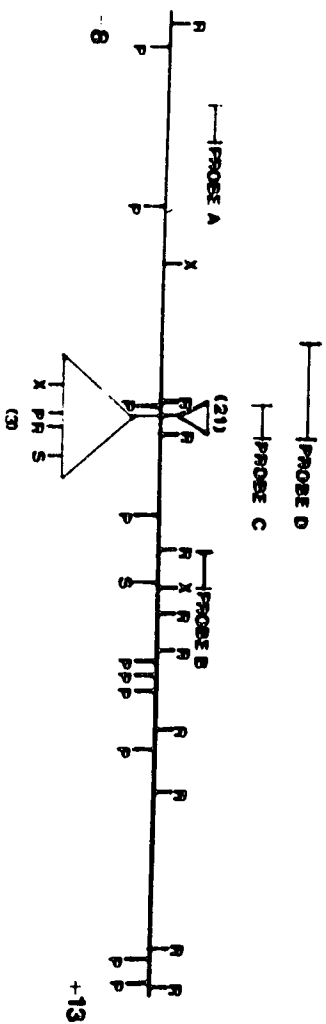 PROBE D
PROBE C
PROBE A (21) PROBE B
R X R R R X R R R R R R
P P P P S P P P P P P
-8 +13
X P R S
(3)